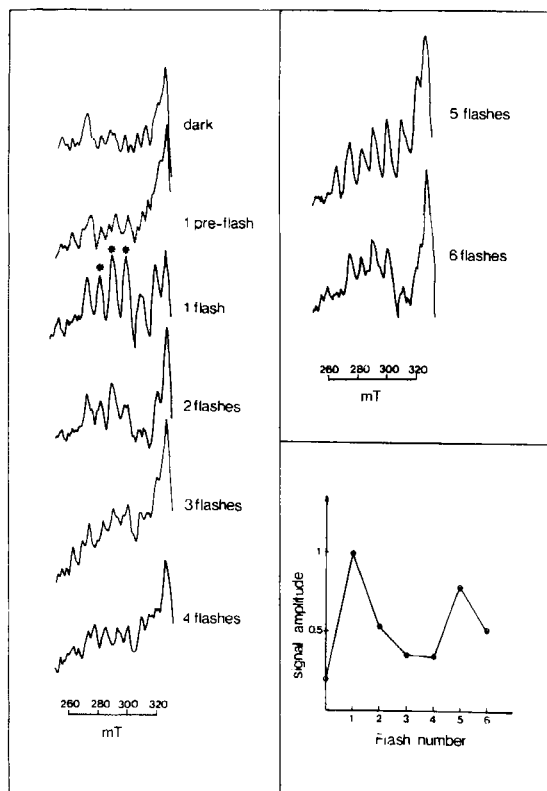 dark
1 pre-flash
1 flash
2 flashes
3 flashes
4 flashes
260 280 300 320
mT
5 flashes
6 flashes
260 280 300 320
mT
signal amplitude
1
0.5
1 2 3 4 5 6
Flash number